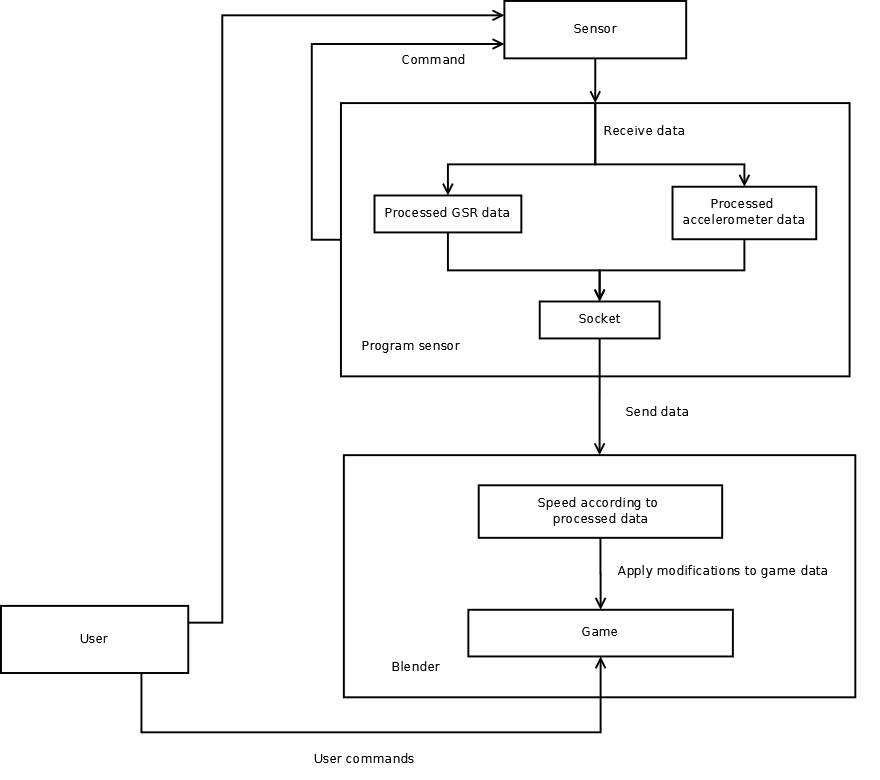 Sensor
Command
Receive data
Processed GSR data
Processed
accelerometer data
Socket
Program sensor
Send data
Speed according to
processed data
Apply modifications to game data
Game
User
Blender
User commands